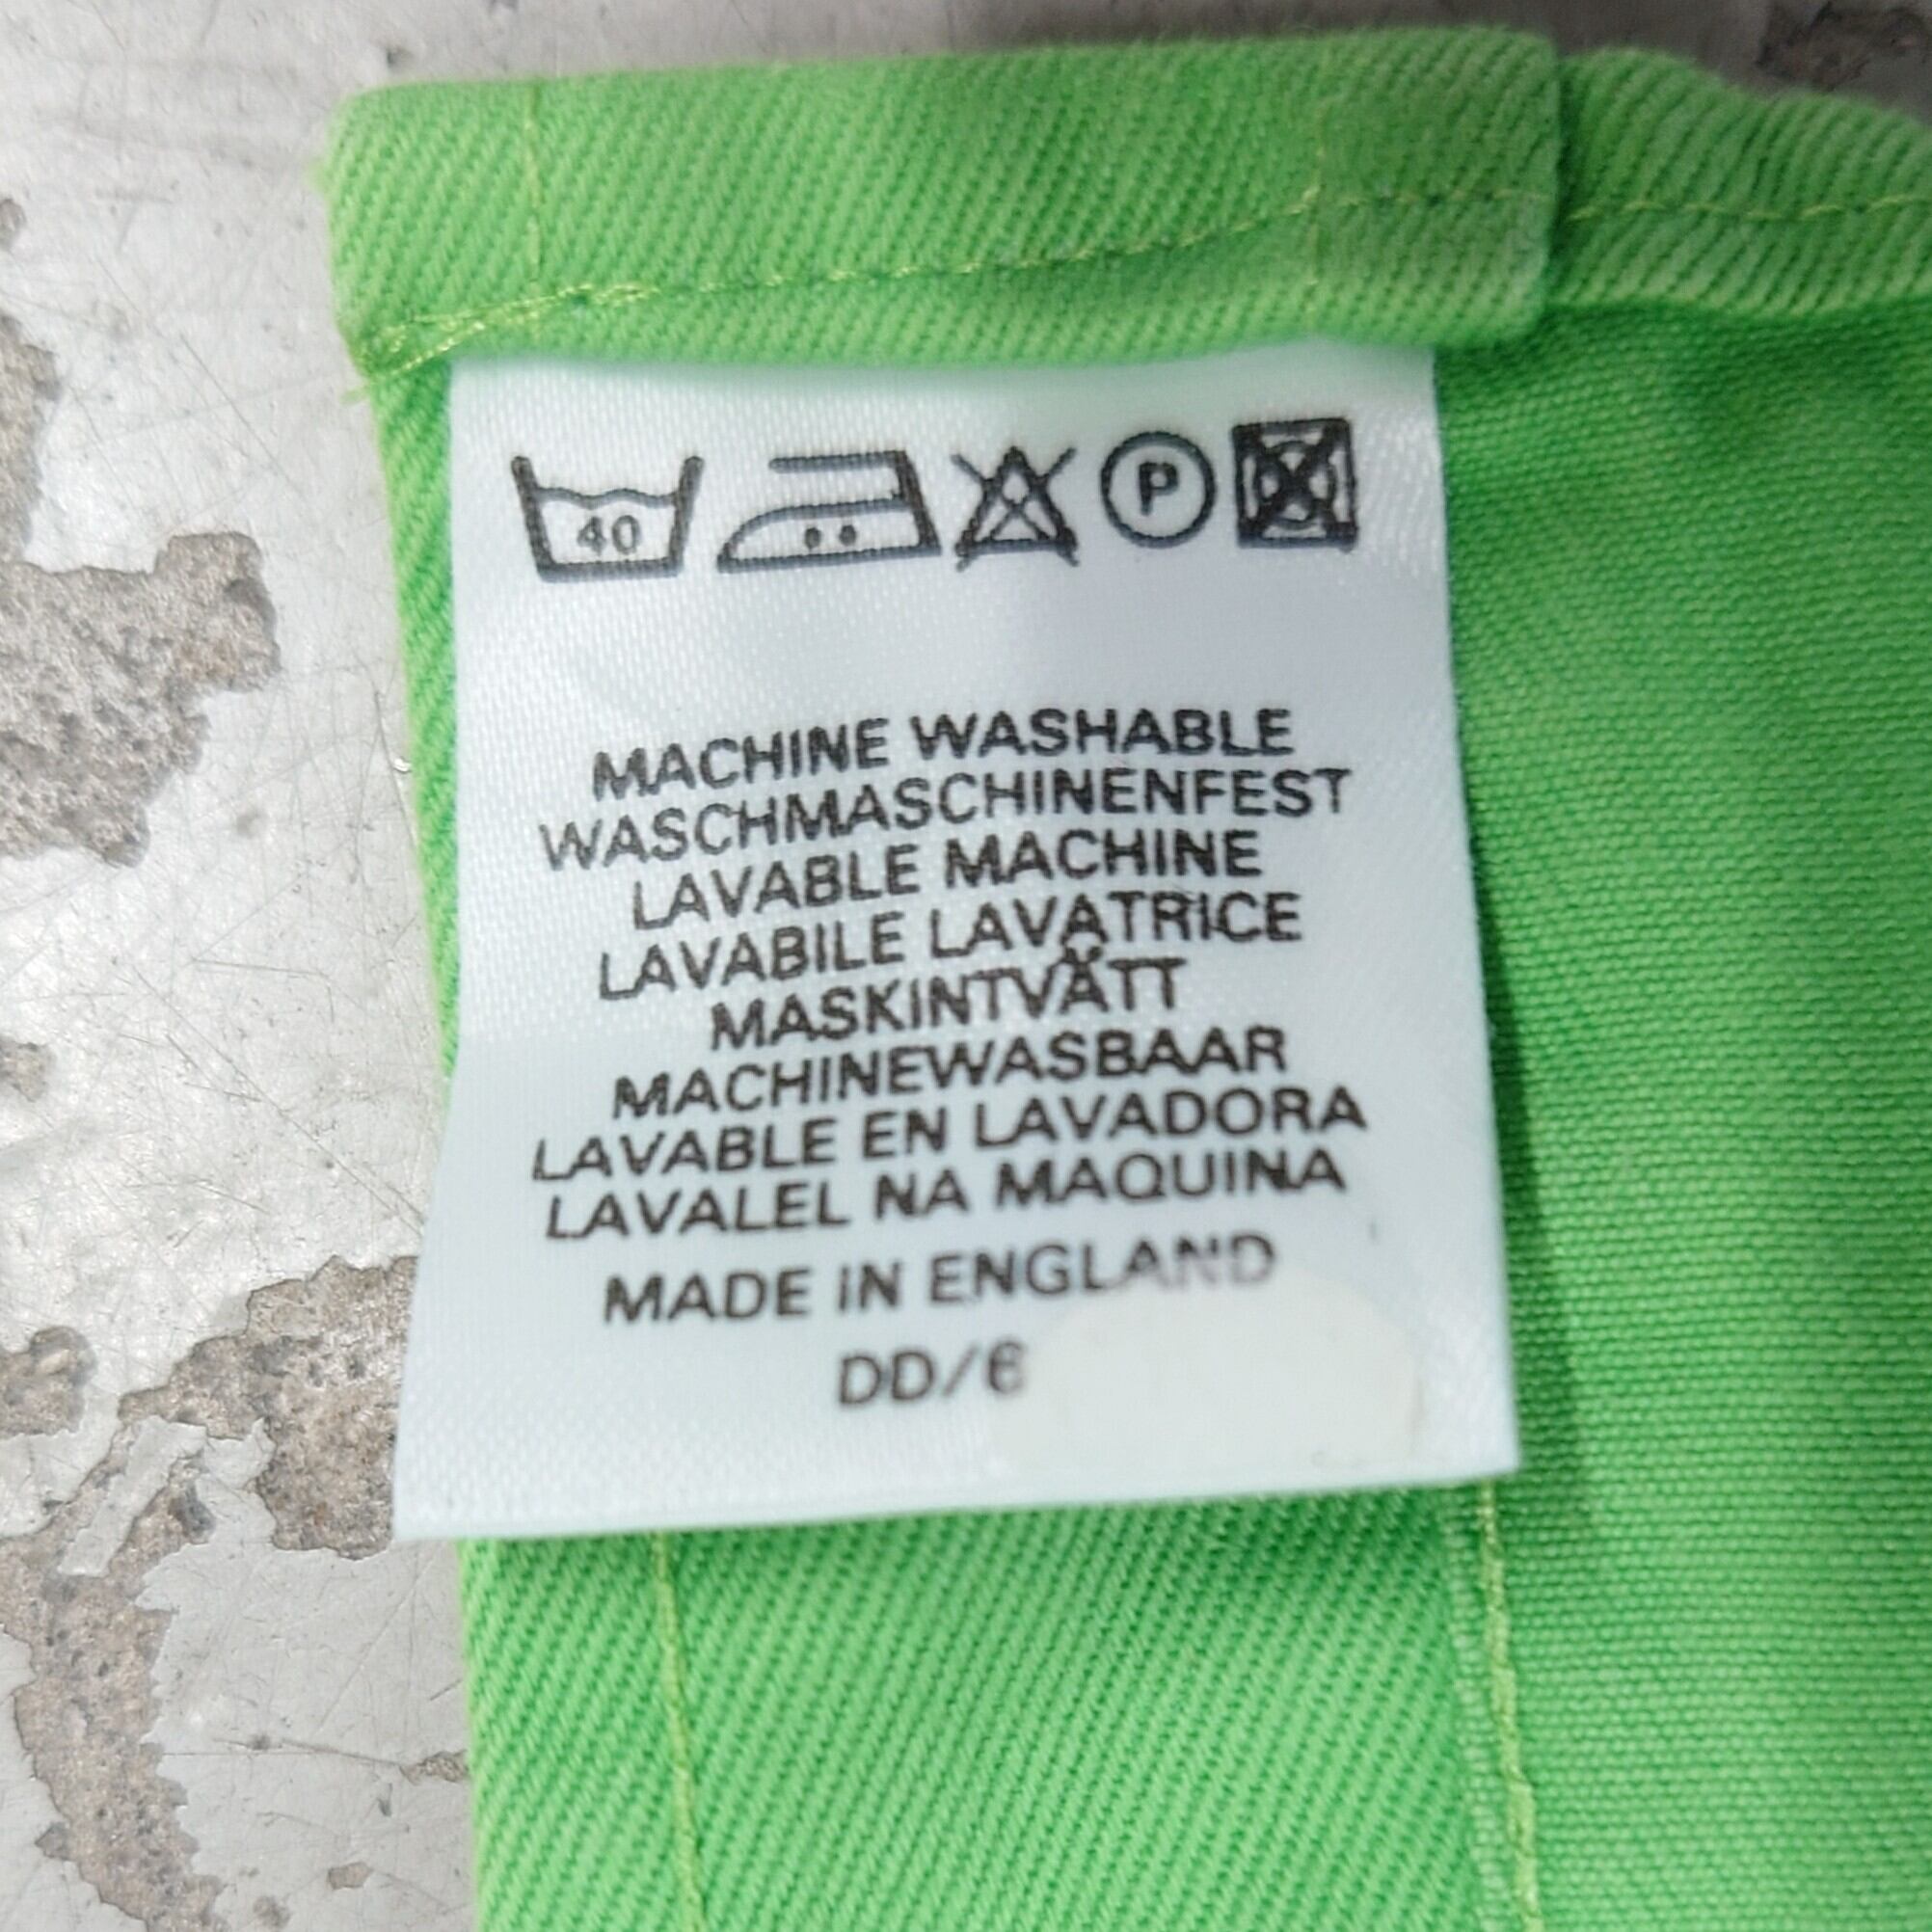 40
P
MACHINE WASHABLE
WASCHMASCHINENFEST
LAVABLE MACHINE
LAVABILE LAVATRICE
MASKINTVÄTT
MACHINEWASBAAR
LAVABLE EN LAVADORA
LAVALEL NA MAQUINA
MADE IN ENGLAND
DD/6